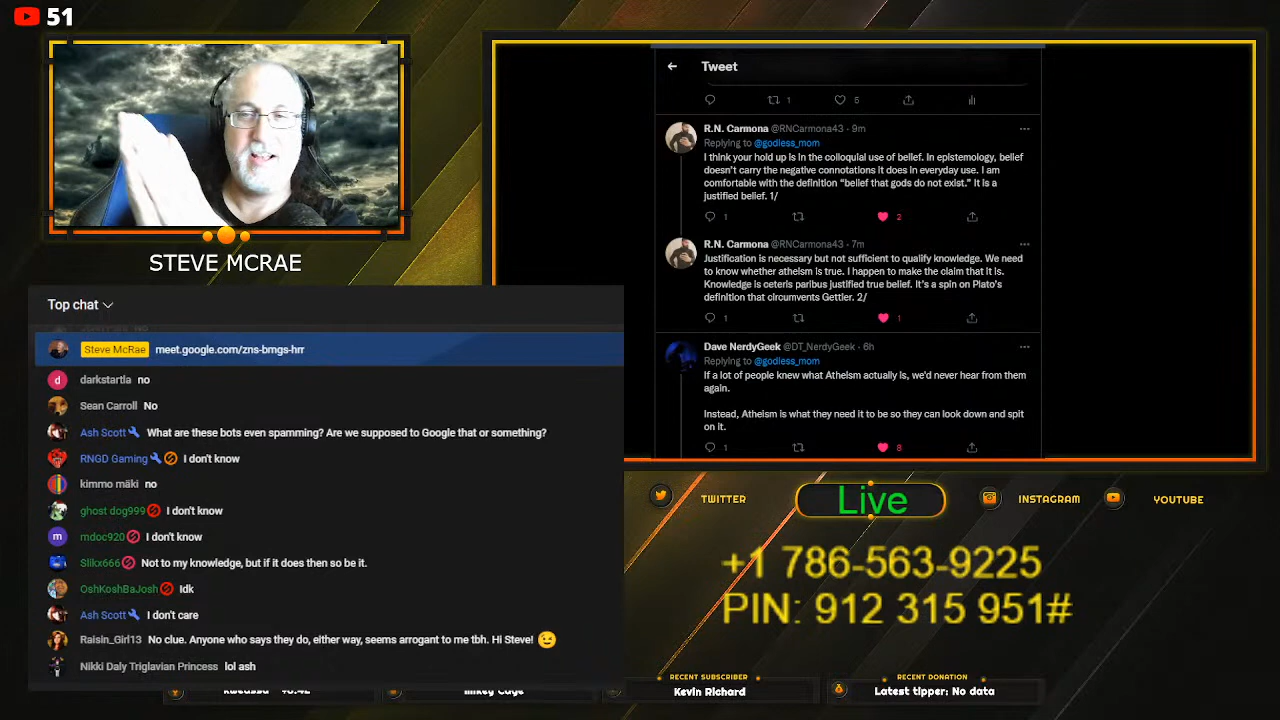 51
STEVE MCRAE
Tweet
1
5
R.N. Carmona @RNCarmona43 · 9m
Replying to @godless_mom
I think your hold up is in the colloquial use of belief. In epistemology, belief
doesn't carry the negative connotations it does in everyday use. I am
comfortable with the definition “belief that gods do not exist.” It is a
justified belief. 1/
1
2
R.N. Carmona @RNCarmona43 · 7m
Justification is necessary but not sufficient to qualify knowledge. We need
to know whether atheism is true. I happen to make the claim that it is.
Knowledge is ceteris paribus justified true belief. It's a spin on Plato's
definition that circumvents Gettier. 2/
1
1
Dave NerdyGeek @DT_NerdyGeek · 6h
Replying to @godless_mom
If a lot of people knew what Atheism actually is, we'd never hear from them
again.
Instead, Atheism is what they need it to be so they can look down and spit
on it.
1
8
Top chat
Steve McRae meet.google.com/zns-bmgs-hrr
d darkstartla no
Sean Carroll No
Ash Scott What are these bots even spamming? Are we supposed to Google that or something?
RNGD Gaming I don't know
kimmo mäki no
ghost dog999 I don't know
m mdoc920 I don't know
Slikx666 Not to my knowledge, but if it does then so be it.
OshKoshBaJosh Idk
Ash Scott I don't care
Raisin_Girl13 No clue. Anyone who says they do, either way, seems arrogant to me tbh. Hi Steve!
Nikki Daly Triglavian Princess lol ash
TWITTER
Live
INSTAGRAM
YOUTUBE
+1 786-563-9225
PIN: 912 315 951#
RECENT SUBSCRIBER
Kevin Richard
RECENT DONATION
Latest tipper: No data